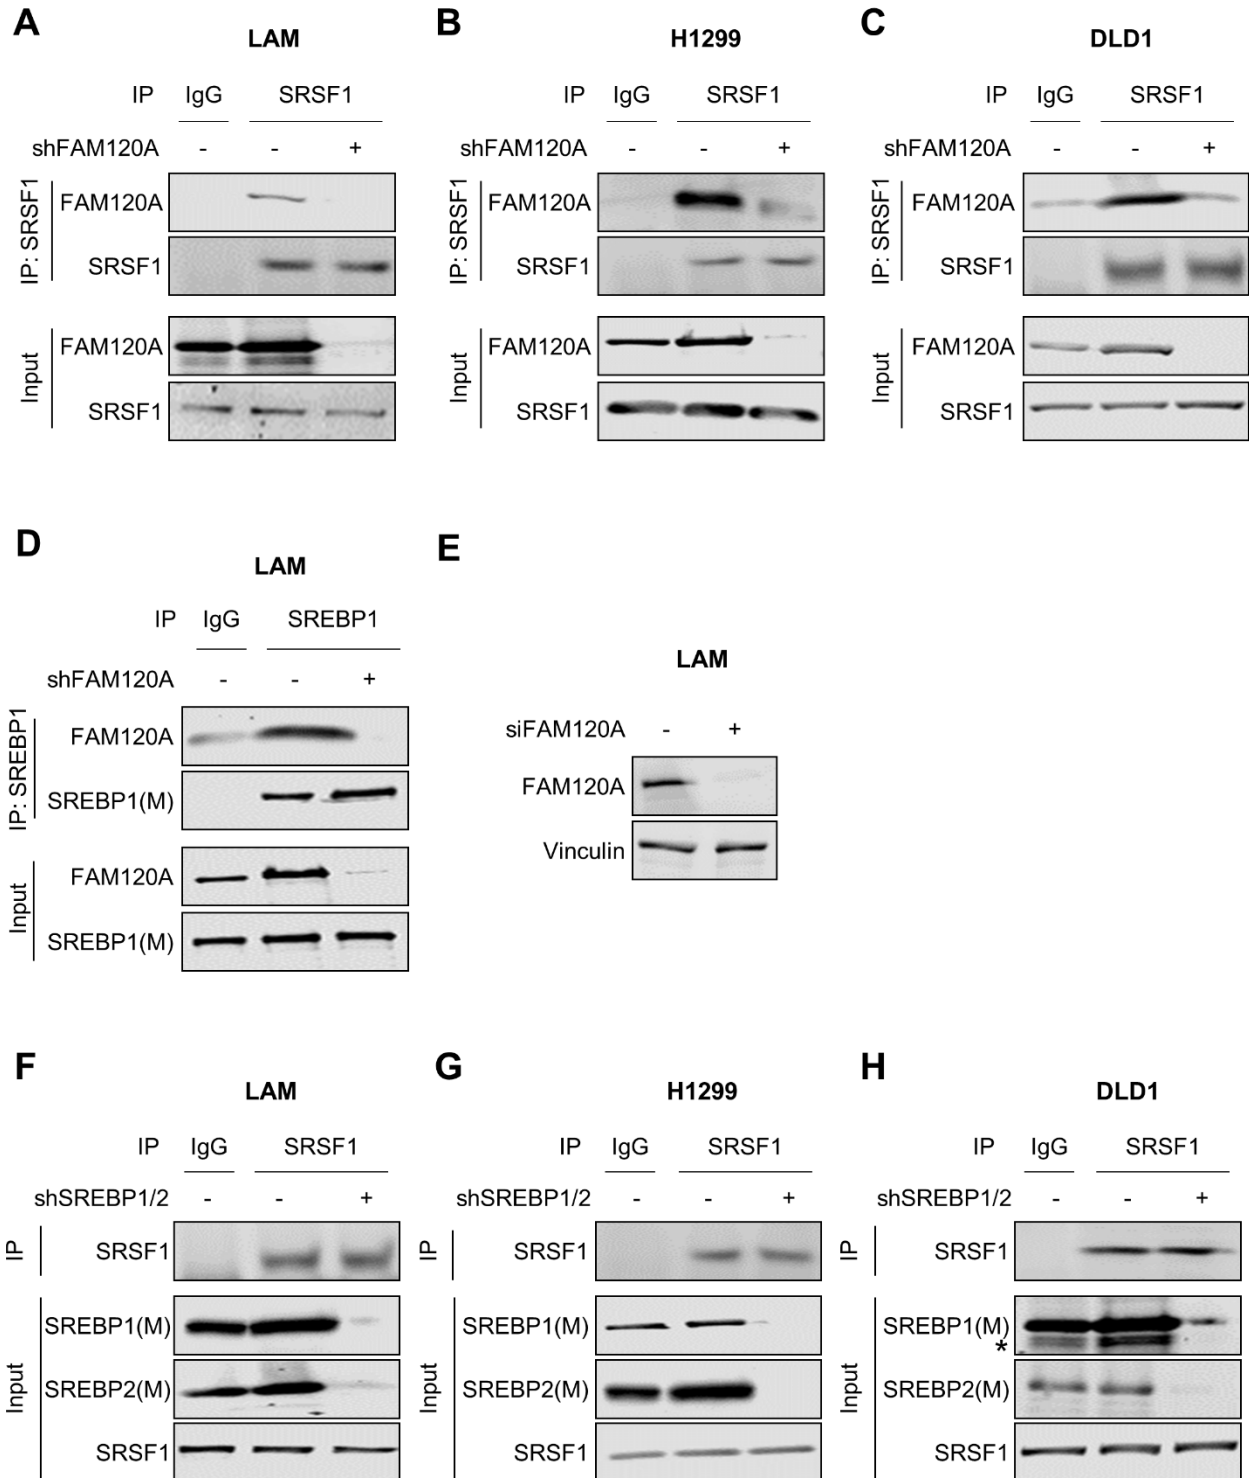 A
LAM
IP IgG SRSF1
shFAM120A - - +
IP: SRSF1
FAM120A
SRSF1
Input
FAM120A
SRSF1
B
H1299
IP IgG SRSF1
shFAM120A - - +
IP: SRSF1
FAM120A
SRSF1
Input
FAM120A
SRSF1
C
DLD1
IP IgG SRSF1
shFAM120A - - +
IP: SRSF1
FAM120A
SRSF1
Input
FAM120A
SRSF1
D
LAM
IP IgG SREBP1
shFAM120A - - +
IP: SREBP1
FAM120A
SREBP1(M)
Input
FAM120A
SREBP1(M)
E
LAM
siFAM120A - +
FAM120A
Vinculin
F
LAM
IP IgG SRSF1
shSREBP1/2 - - +
IP
SRSF1
Input
SREBP1(M)
SREBP2(M)
SRSF1
G
H1299
IP IgG SRSF1
shSREBP1/2 - - +
IP
SRSF1
Input
SREBP1(M)
SREBP2(M)
SRSF1
H
DLD1
IP IgG SRSF1
shSREBP1/2 - - +
IP
SRSF1
Input
SREBP1(M)
*
SREBP2(M)
SRSF1